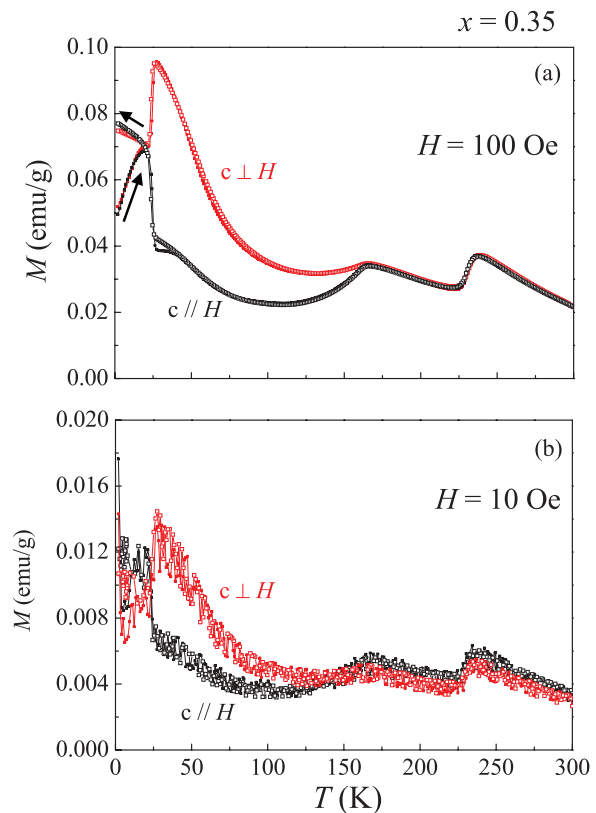 x = 0.35
(a)
H = 100 Oe
c ⊥ H
c // H
M (emu/g)
0.10
0.08
0.06
0.04
0.02
0.00
(b)
H = 10 Oe
c ⊥ H
c // H
M (emu/g)
0.020
0.016
0.012
0.008
0.004
0.000
0 50 100 150 200 250 300
T (K)